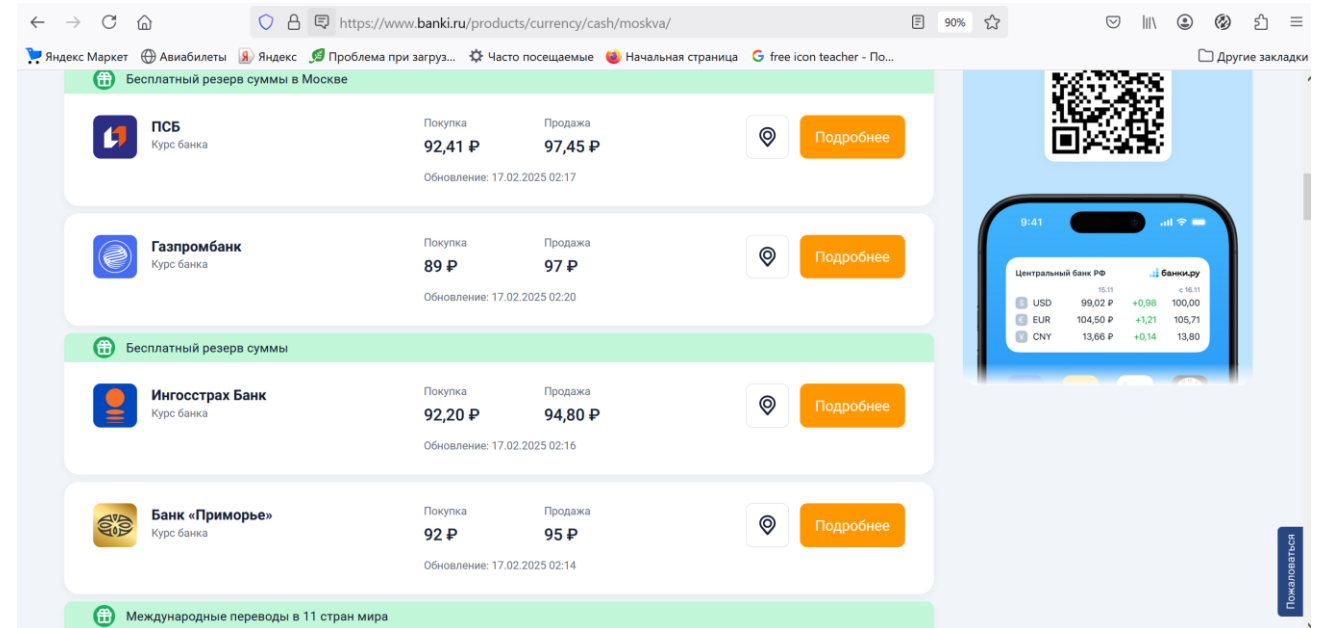 https://www.banki.ru/products/currency/cash/moskva/
90%
Яндекс Маркет Авиабилеты Яндекс Проблема при загруз... Часто посещаемые Начальная страница free icon teacher - По... Другие закладки
Бесплатный резерв суммы в Москве
ПСБ
Курс банка
Покупка Продажа
92,41 ₽ 97,45 ₽
Обновление: 17.02.2025 02:17
Подробнее
Газпромбанк
Курс банка
Покупка Продажа
89 ₽ 97 ₽
Обновление: 17.02.2025 02:20
Подробнее
Бесплатный резерв суммы
Ингосстрах Банк
Курс банка
Покупка Продажа
92,20 ₽ 94,80 ₽
Обновление: 17.02.2025 02:16
Подробнее
Банк «Приморье»
Курс банка
Покупка Продажа
92 ₽ 95 ₽
Обновление: 17.02.2025 02:14
Подробнее
Международные переводы в 11 стран мира
9:41
Центральный банк РФ банки.ру
15.11 с 16.11
USD 99,02 ₽ +0,98 100,00
EUR 104,50 ₽ +1,21 105,71
CNY 13,66 ₽ +0,14 13,80
Пожаловаться